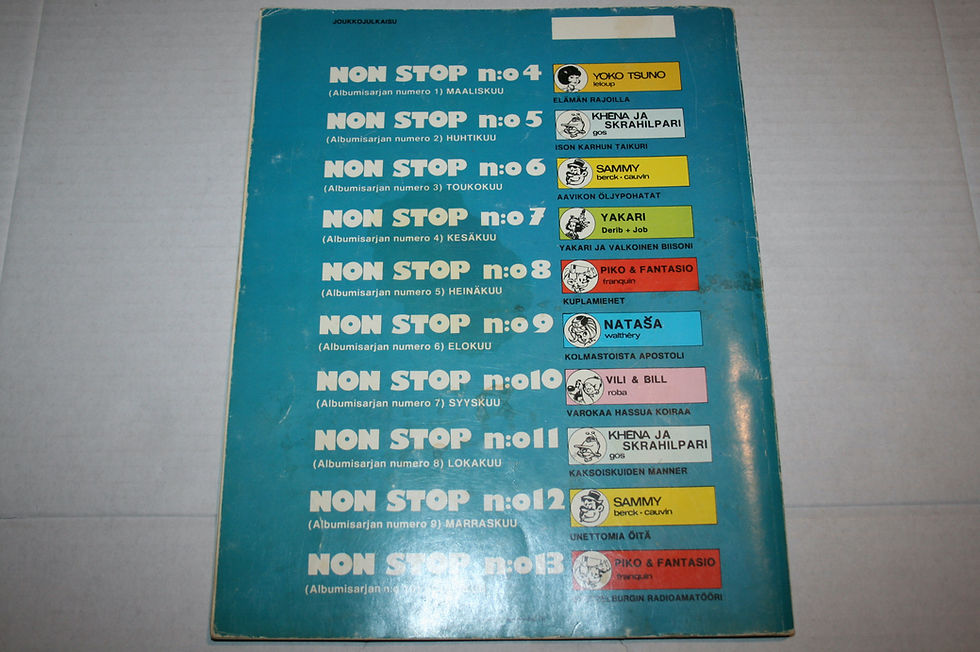 JOUKKOJULKAISU
NON STOP n:o 4
(Albumisarjan numero 1) MAALISKUU
YOKO TSUNO
leloup
ELÄMÄN RAJOILLA
NON STOP n:o 5
(Albumisarjan numero 2) HUHTIKUU
KHENA JA
SKRAHILPARI
gos
ISON KARHUN TAIKURI
NON STOP n:o 6
(Albumisarjan numero 3) TOUKOKUU
SAMMY
berck - cauvin
AAVIKON ÖLJYPOHATAT
NON STOP n:o 7
(Albumisarjan numero 4) KESÄKUU
YAKARI
Derib + Job
YAKARI JA VALKOINEN BIISONI
NON STOP n:o 8
(Albumisarjan numero 5) HEINÄKUU
PIKO & FANTASIO
franquin
KUPLAMIEHET
NON STOP n:o 9
(Albumisarjan numero 6) ELOKUU
NATAŠA
walthéry
KOLMASTOISTA APOSTOLI
NON STOP n:o 10
(Albumisarjan numero 7) SYYSKUU
VILI & BILL
roba
VAROKAA HASSUA KOIRAA
NON STOP n:o 11
(Albumisarjan numero 8) LOKAKUU
KHENA JA
SKRAHILPARI
gos
KAKSOISKUIDEN MANNER
NON STOP n:o 12
(Albumisarjan numero 9) MARRASKUU
SAMMY
berck - cauvin
UNETTOMIA ÖITÄ
NON STOP n:o 13
(Albumisarjan
PIKO & FANTASIO
franquin
RADIOAMATÖÖRI